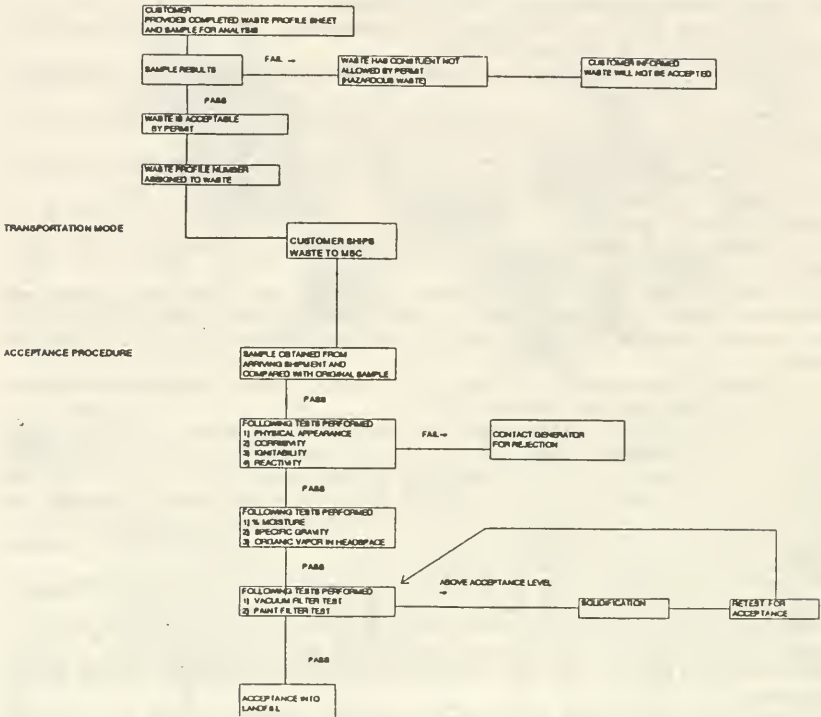 CUSTOMER
PROVIDES COMPLETED WASTE PROFILE SHEET
AND SAMPLE FOR ANALYSIS
SAMPLE RESULTS
FAIL →
WASTE HAS CONSTIUENT NOT
ALLOWED BY PERMIT
(HAZARDOUS WASTE)
CUSTOMER INFORMED
WASTE WILL NOT BE ACCEPTED
PASS
WASTE IS ACCEPTABLE
BY PERMIT
WASTE PROFILE NUMBER
ASSIGNED TO WASTE
TRANSPORTATION MODE
CUSTOMER SHIPS
WASTE TO MSC
ACCEPTANCE PROCEDURE
SAMPLE OBTAINED FROM
ARRIVING SHIPMENT AND
COMPARED WITH ORIGINAL SAMPLE
PASS
FOLLOWING TESTS PERFORMED
1) PHYSICAL APPEARANCE
2) CORRISIVITY
3) IGNITABILITY
4) REACTIVITY
FAIL →
CONTACT GENERATOR
FOR REJECTION
PASS
FOLLOWING TESTS PERFORMED
1) % MOISTURE
2) SPECIFIC GRAVITY
3) ORGANIC VAPOR IN HEADSPACE
PASS
FOLLOWING TESTS PERFORMED
1) VACUUM FILTER TEST
2) PAINT FILTER TEST
ABOVE ACCEPTANCE LEVEL
→
SOLIDIFICATION
RETEST FOR
ACCEPTANCE
PASS
ACCEPTANCE INTO
LANDFILL